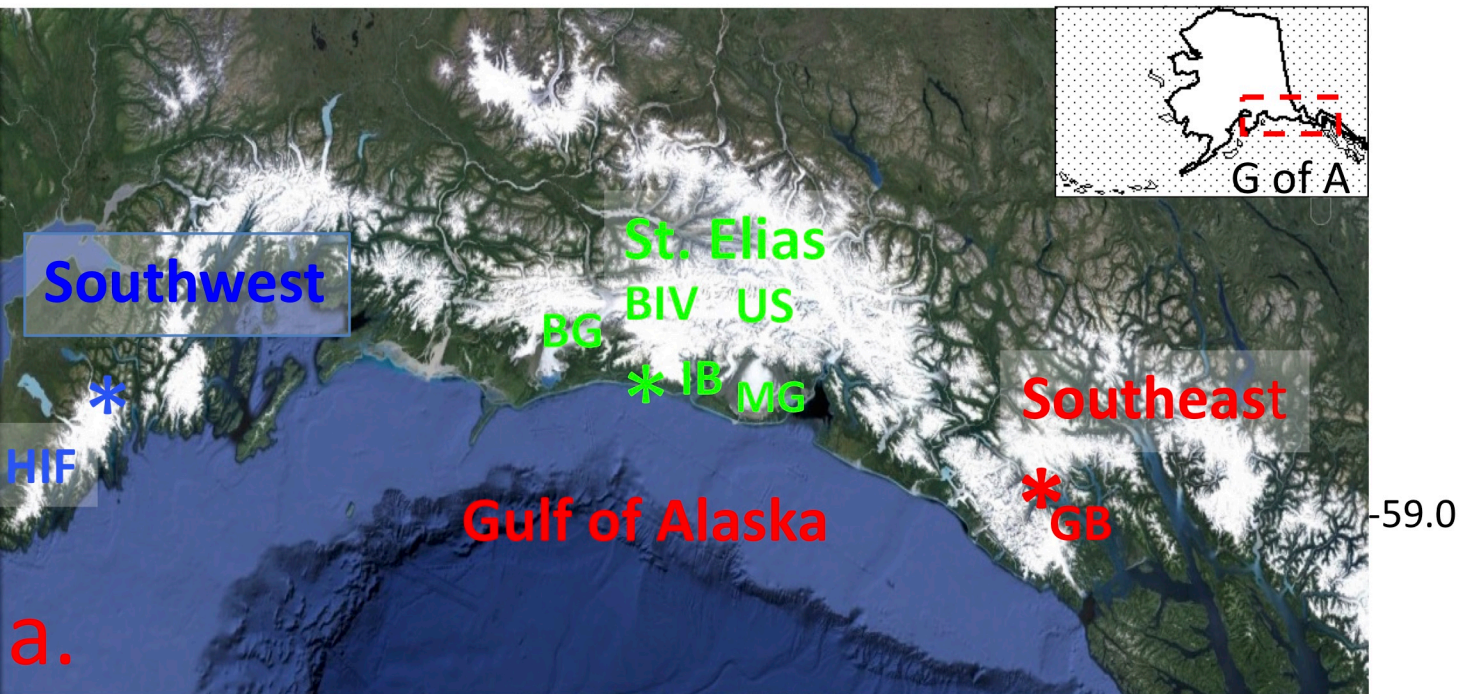 G of A
St. Elias
Southwest
BIV US
BG
* IB MG
Southeast
*
HIF
*
GB
Gulf of Alaska
-59.0
a.